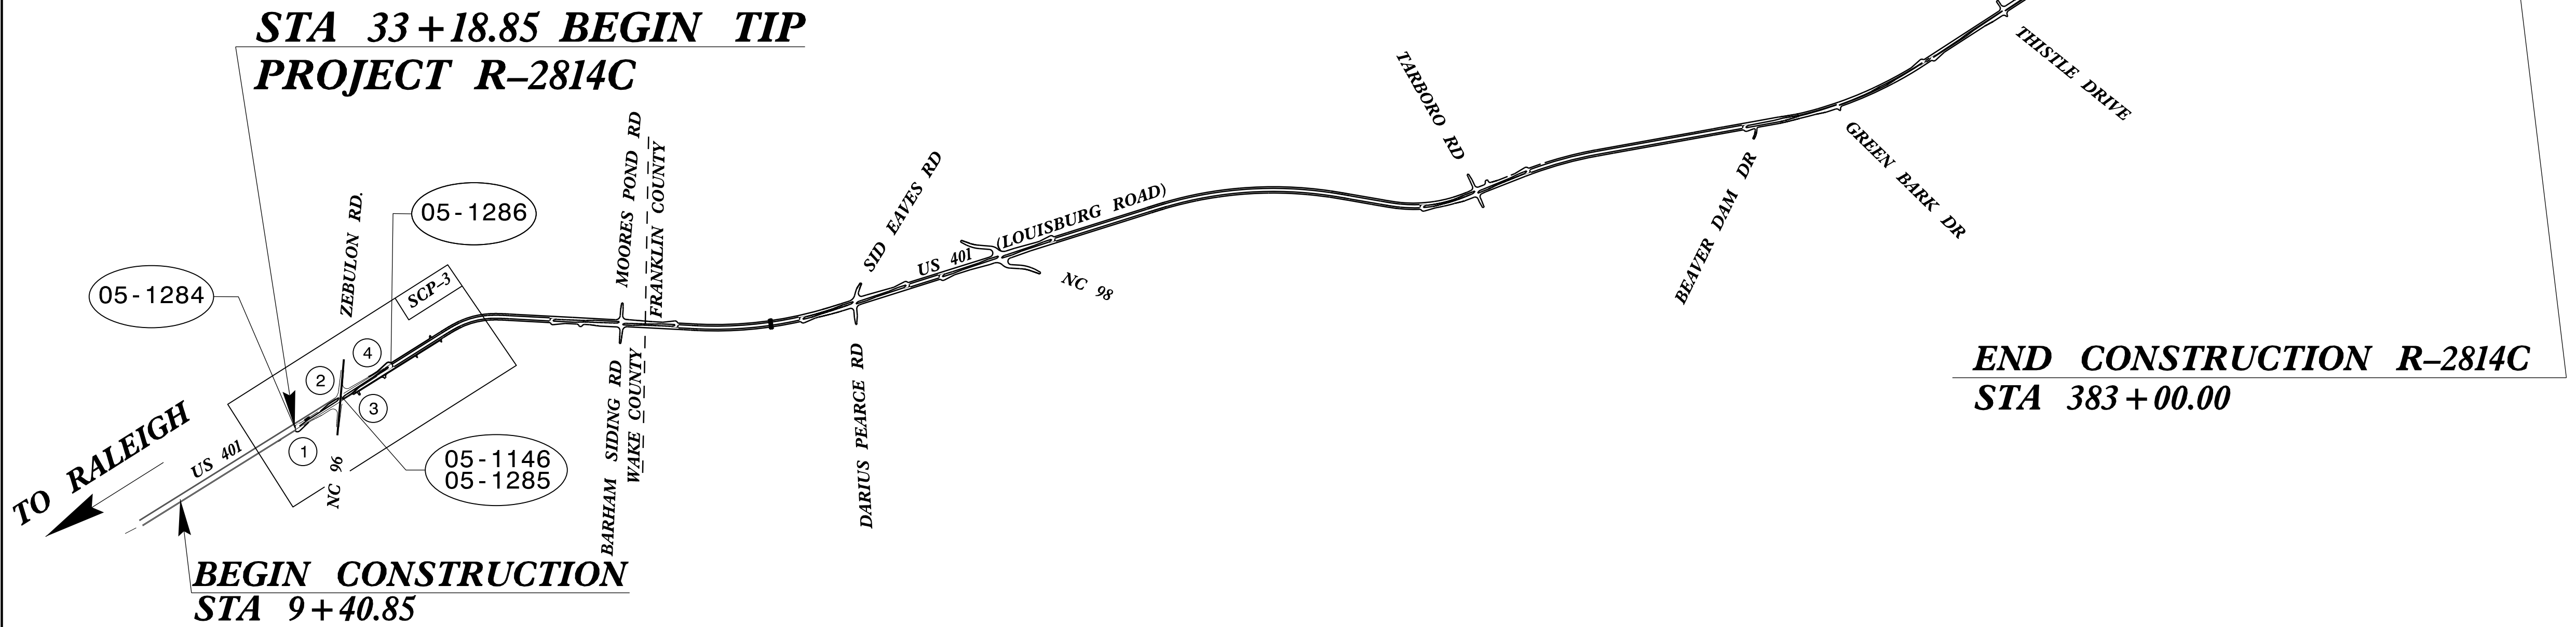 STA 33+18.85 BEGIN TIP
PROJECT R–2814C
THISTLE DRIVE
TARBORO RD
GREEN BARK DR
BEAVER DAM DR
MOORES POND RD
FRANKLIN COUNTY
SID EAVES RD
(LOUISBURG ROAD)
US 401
NC 98
ZEBULON RD.
05-1286
05-1284
SCP–3
4
2
3
1
05-1146
05-1285
NC 96
US 401
TO RALEIGH
BARHAM SIDING RD
WAKE COUNTY
DARIUS PEARCE RD
END CONSTRUCTION R–2814C
STA 383+00.00
BEGIN CONSTRUCTION
STA 9+40.85